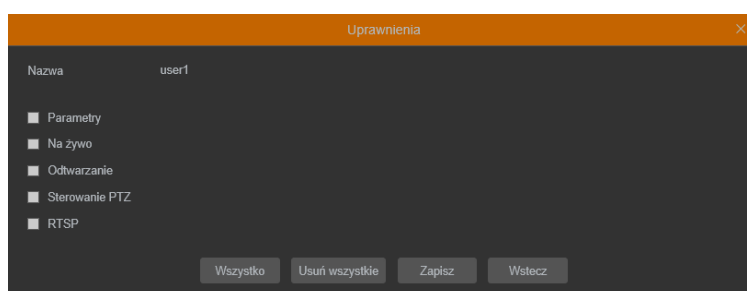 Uprawnienia
Nazwa user1
Parametry
Na żywo
Odtwarzanie
Sterowanie PTZ
RTSP
Wszystko Usuń wszystkie Zapisz Wstecz